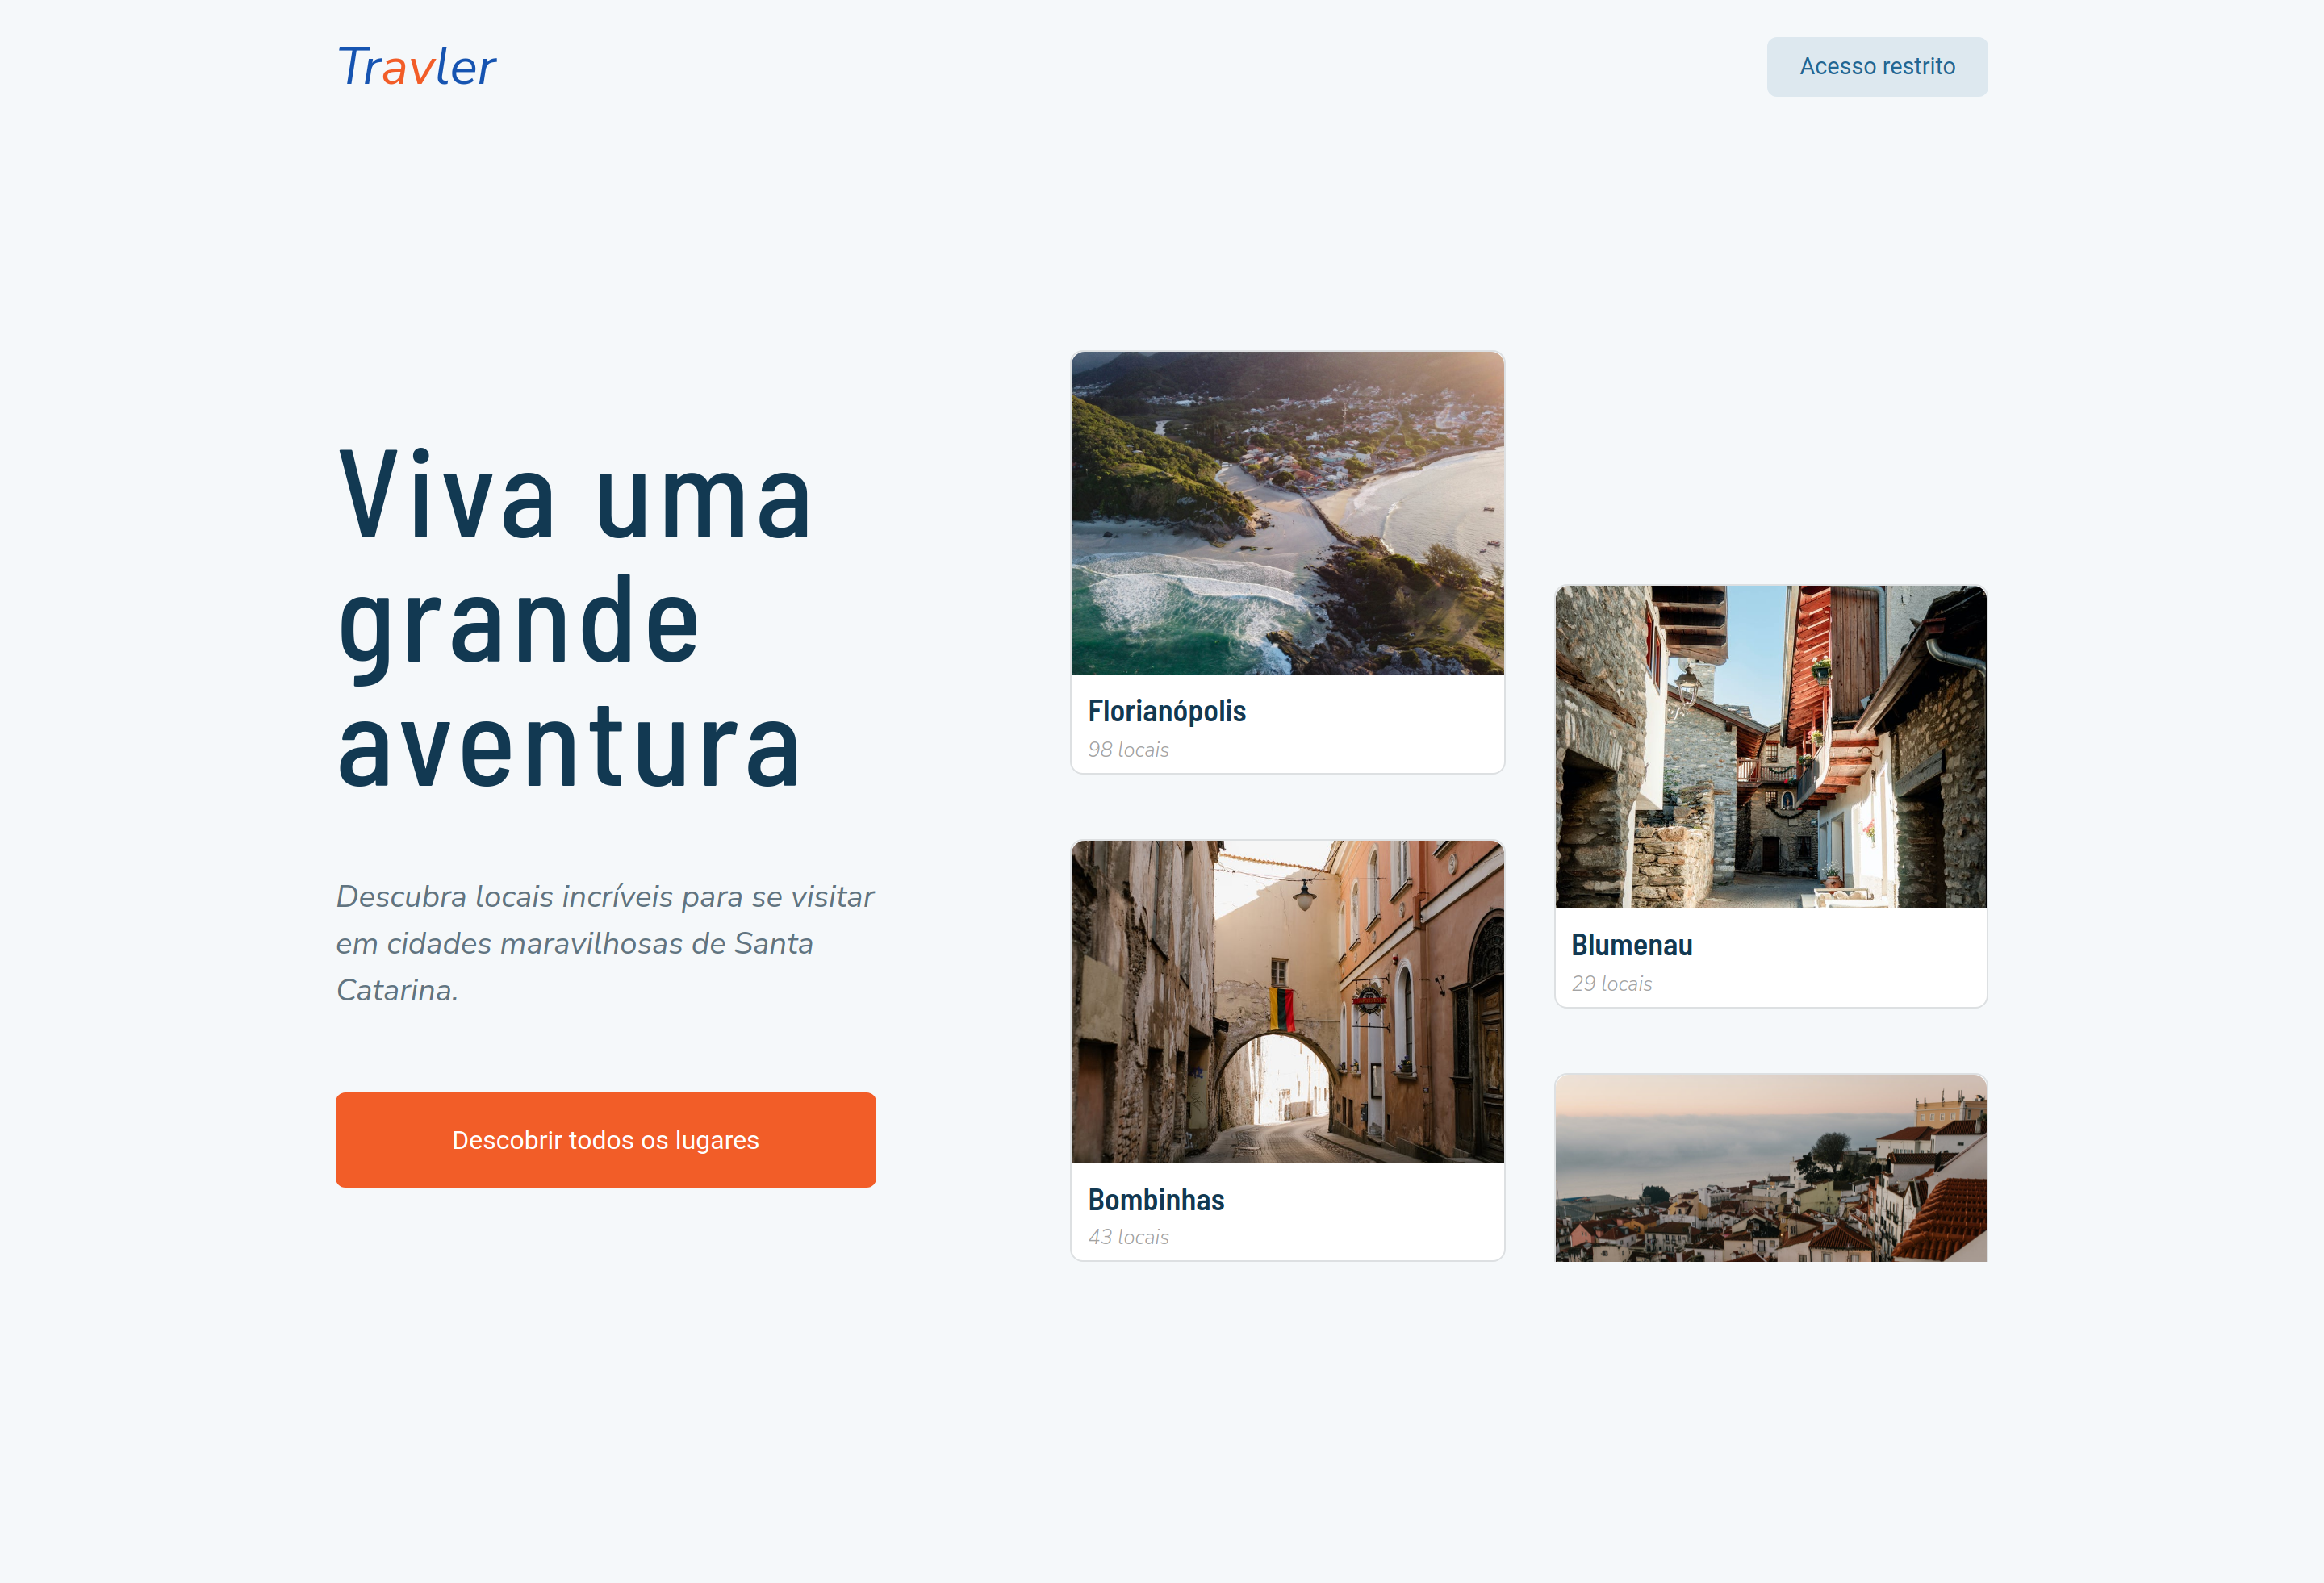 Travler
Acesso restrito
Viva uma
grande
aventura
Descubra locais incríveis para se visitar
em cidades maravilhosas de Santa
Catarina.
Descobrir todos os lugares
Florianópolis
98 locais
Bombinhas
43 locais
Blumenau
29 locais